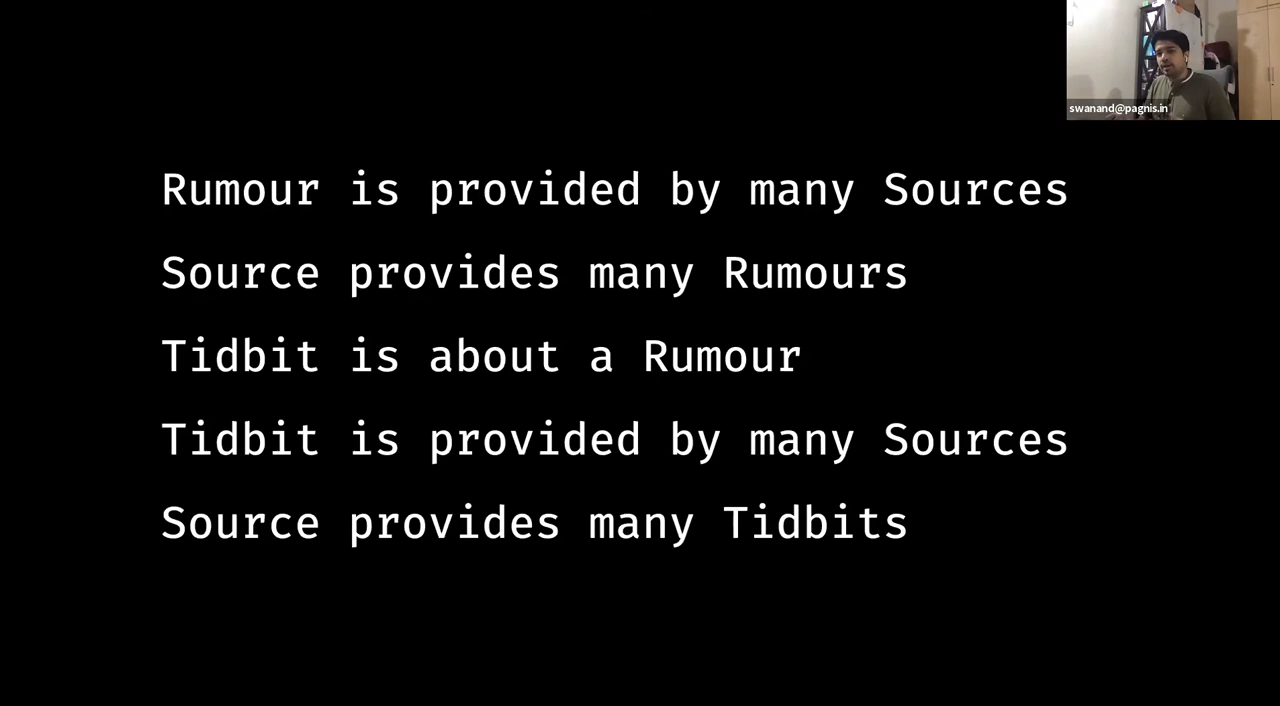 swanand@pagnis.in
Rumour is provided by many Sources
Source provides many Rumours
Tidbit is about a Rumour
Tidbit is provided by many Sources
Source provides many Tidbits